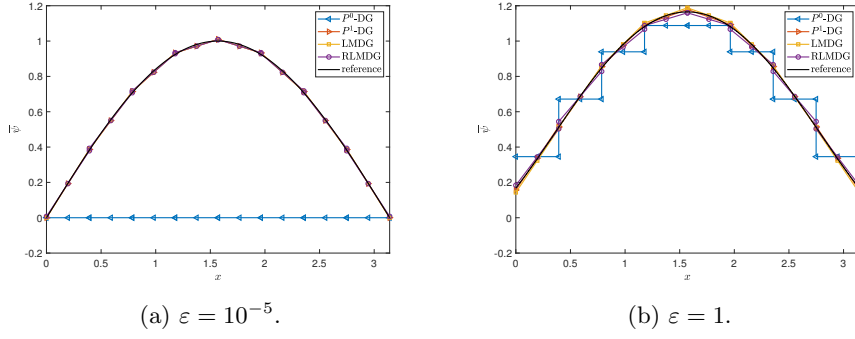 1.2
1
0.8
0.6
0.4
0.2
0
-0.2
ψ̄
0 0.5 1 1.5 2 2.5 3
x
P⁰-DG
P¹-DG
LMDG
RLMDG
reference
(a) ε = 10⁻⁵.
1.2
1
0.8
0.6
0.4
0.2
0
-0.2
ψ̄
0 0.5 1 1.5 2 2.5 3
x
P⁰-DG
P¹-DG
LMDG
RLMDG
reference
(b) ε = 1.